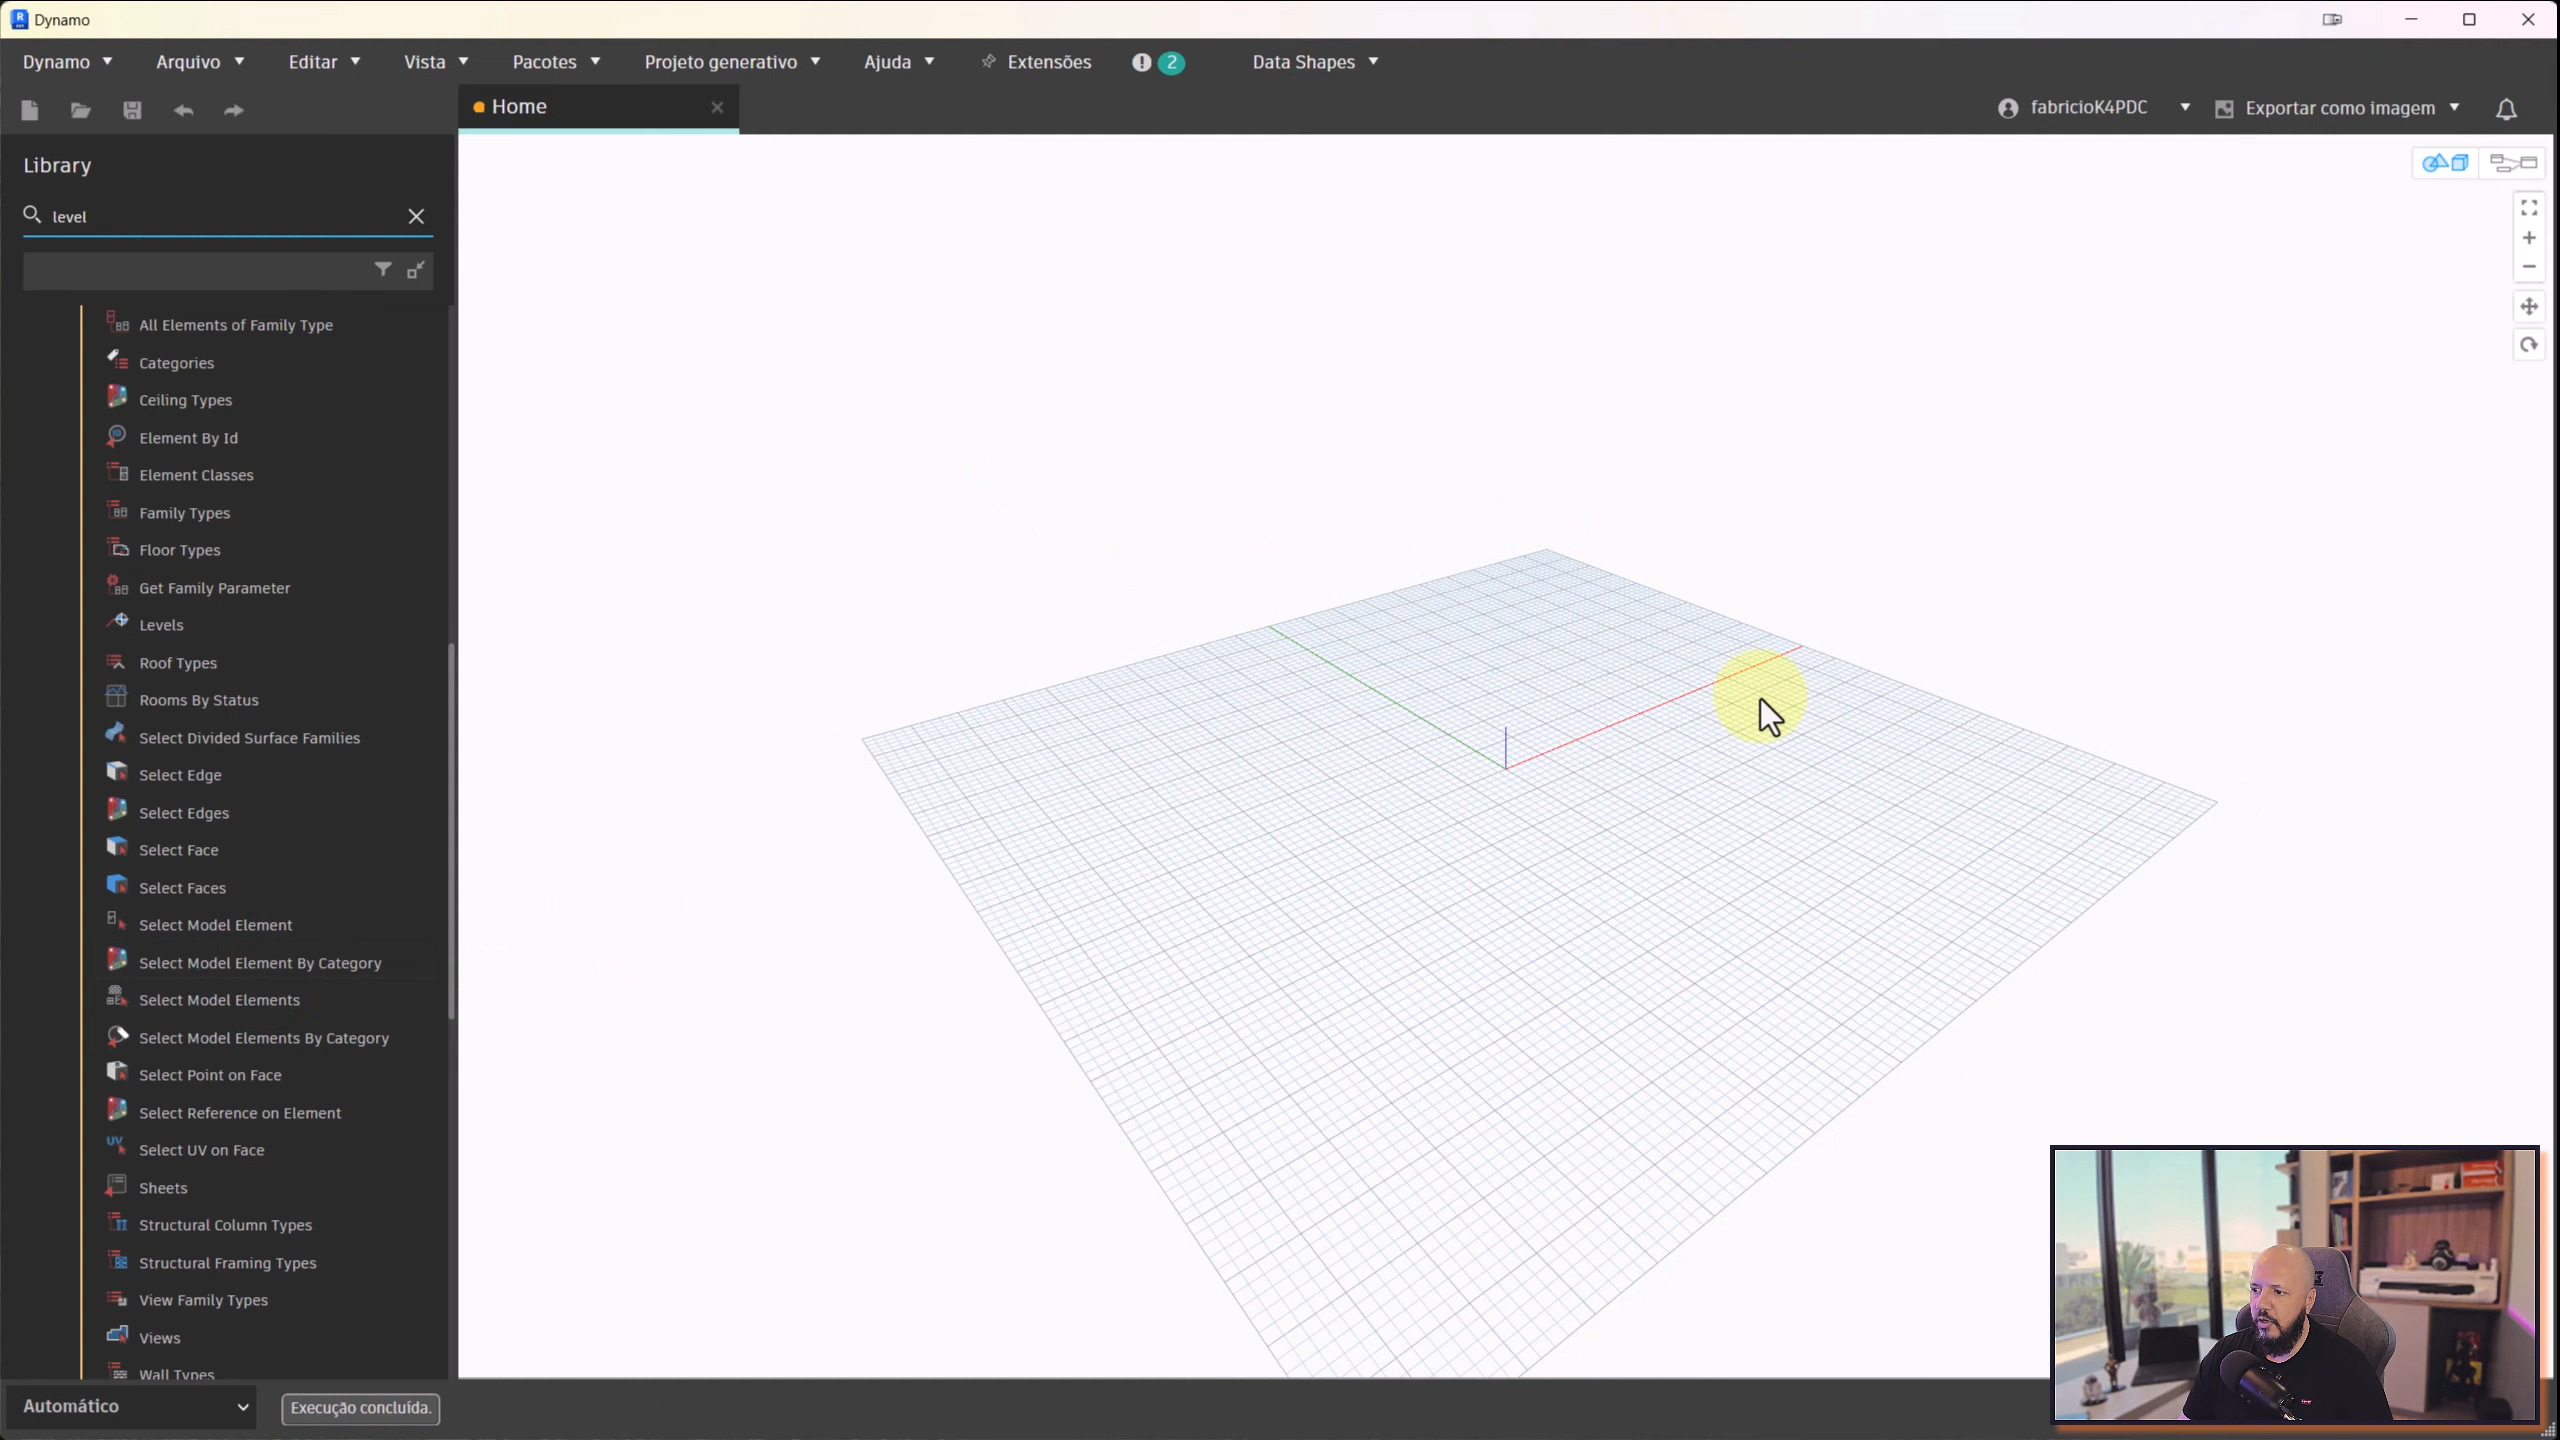 Dynamo
Dynamo Arquivo Editar Vista Pacotes Projeto generativo Ajuda Extensões 2 Data Shapes
Home
fabricioK4PDC Exportar como imagem
Library
level
All Elements of Family Type
Categories
Ceiling Types
Element By Id
Element Classes
Family Types
Floor Types
Get Family Parameter
Levels
Roof Types
Rooms By Status
Select Divided Surface Families
Select Edge
Select Edges
Select Face
Select Faces
Select Model Element
Select Model Element By Category
Select Model Elements
Select Model Elements By Category
Select Point on Face
Select Reference on Element
Select UV on Face
Sheets
Structural Column Types
Structural Framing Types
View Family Types
Views
Wall Types
Automático
Execução concluída.